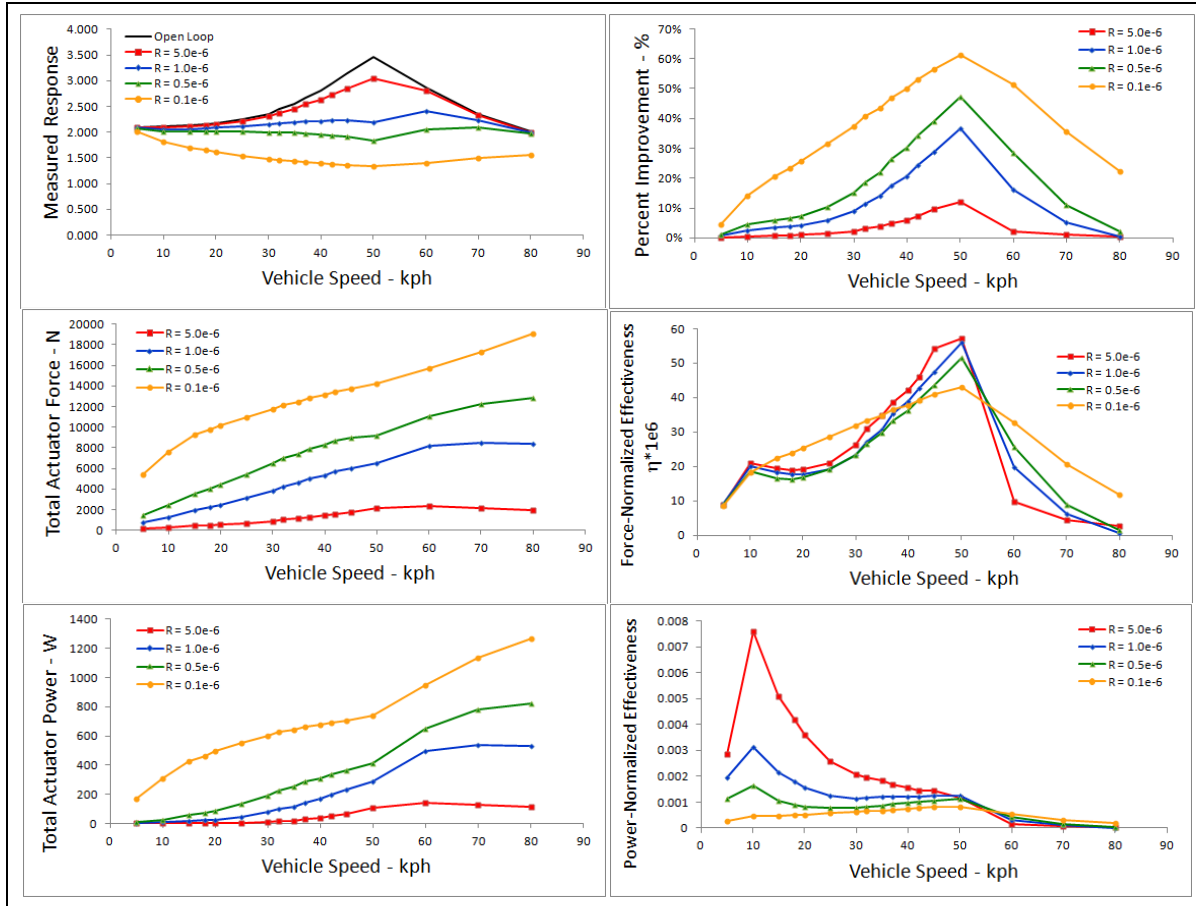 Measured Response
4.000
3.500
3.000
2.500
2.000
1.500
1.000
0.500
0.000
Open Loop
R = 5.0e-6
R = 1.0e-6
R = 0.5e-6
R = 0.1e-6
0 10 20 30 40 50 60 70 80 90
Vehicle Speed - kph
Percent Improvement - %
70%
60%
50%
40%
30%
20%
10%
0%
R = 5.0e-6
R = 1.0e-6
R = 0.5e-6
R = 0.1e-6
0 10 20 30 40 50 60 70 80 90
Vehicle Speed - kph
Total Actuator Force - N
20000
18000
16000
14000
12000
10000
8000
6000
4000
2000
0
R = 5.0e-6
R = 1.0e-6
R = 0.5e-6
R = 0.1e-6
0 10 20 30 40 50 60 70 80 90
Vehicle Speed - kph
Force-Normalized Effectiveness
η*1e6
60
50
40
30
20
10
0
R = 5.0e-6
R = 1.0e-6
R = 0.5e-6
R = 0.1e-6
0 10 20 30 40 50 60 70 80 90
Vehicle Speed - kph
Total Actuator Power - W
1400
1200
1000
800
600
400
200
0
R = 5.0e-6
R = 1.0e-6
R = 0.5e-6
R = 0.1e-6
0 10 20 30 40 50 60 70 80 90
Vehicle Speed - kph
Power-Normalized Effectiveness
0.008
0.007
0.006
0.005
0.004
0.003
0.002
0.001
0
R = 5.0e-6
R = 1.0e-6
R = 0.5e-6
R = 0.1e-6
0 10 20 30 40 50 60 70 80 90
Vehicle Speed - kph